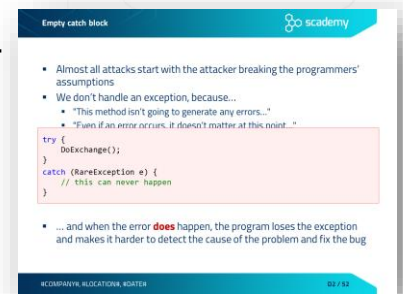 Empty catch block
scademy
▪ Almost all attacks start with the attacker breaking the programmers'
assumptions
▪ We don't handle an exception, because...
▪ "This method isn't going to generate any errors..."
▪ "Even if an error occurs, it doesn't matter at this point..."
try {
DoExchange();
}
catch (RareException e) {
// this can never happen
}
▪ ... and when the error does happen, the program loses the exception
and makes it harder to detect the cause of the problem and fix the bug
#COMPANY#, #LOCATION#, #DATE#
D2 / 52